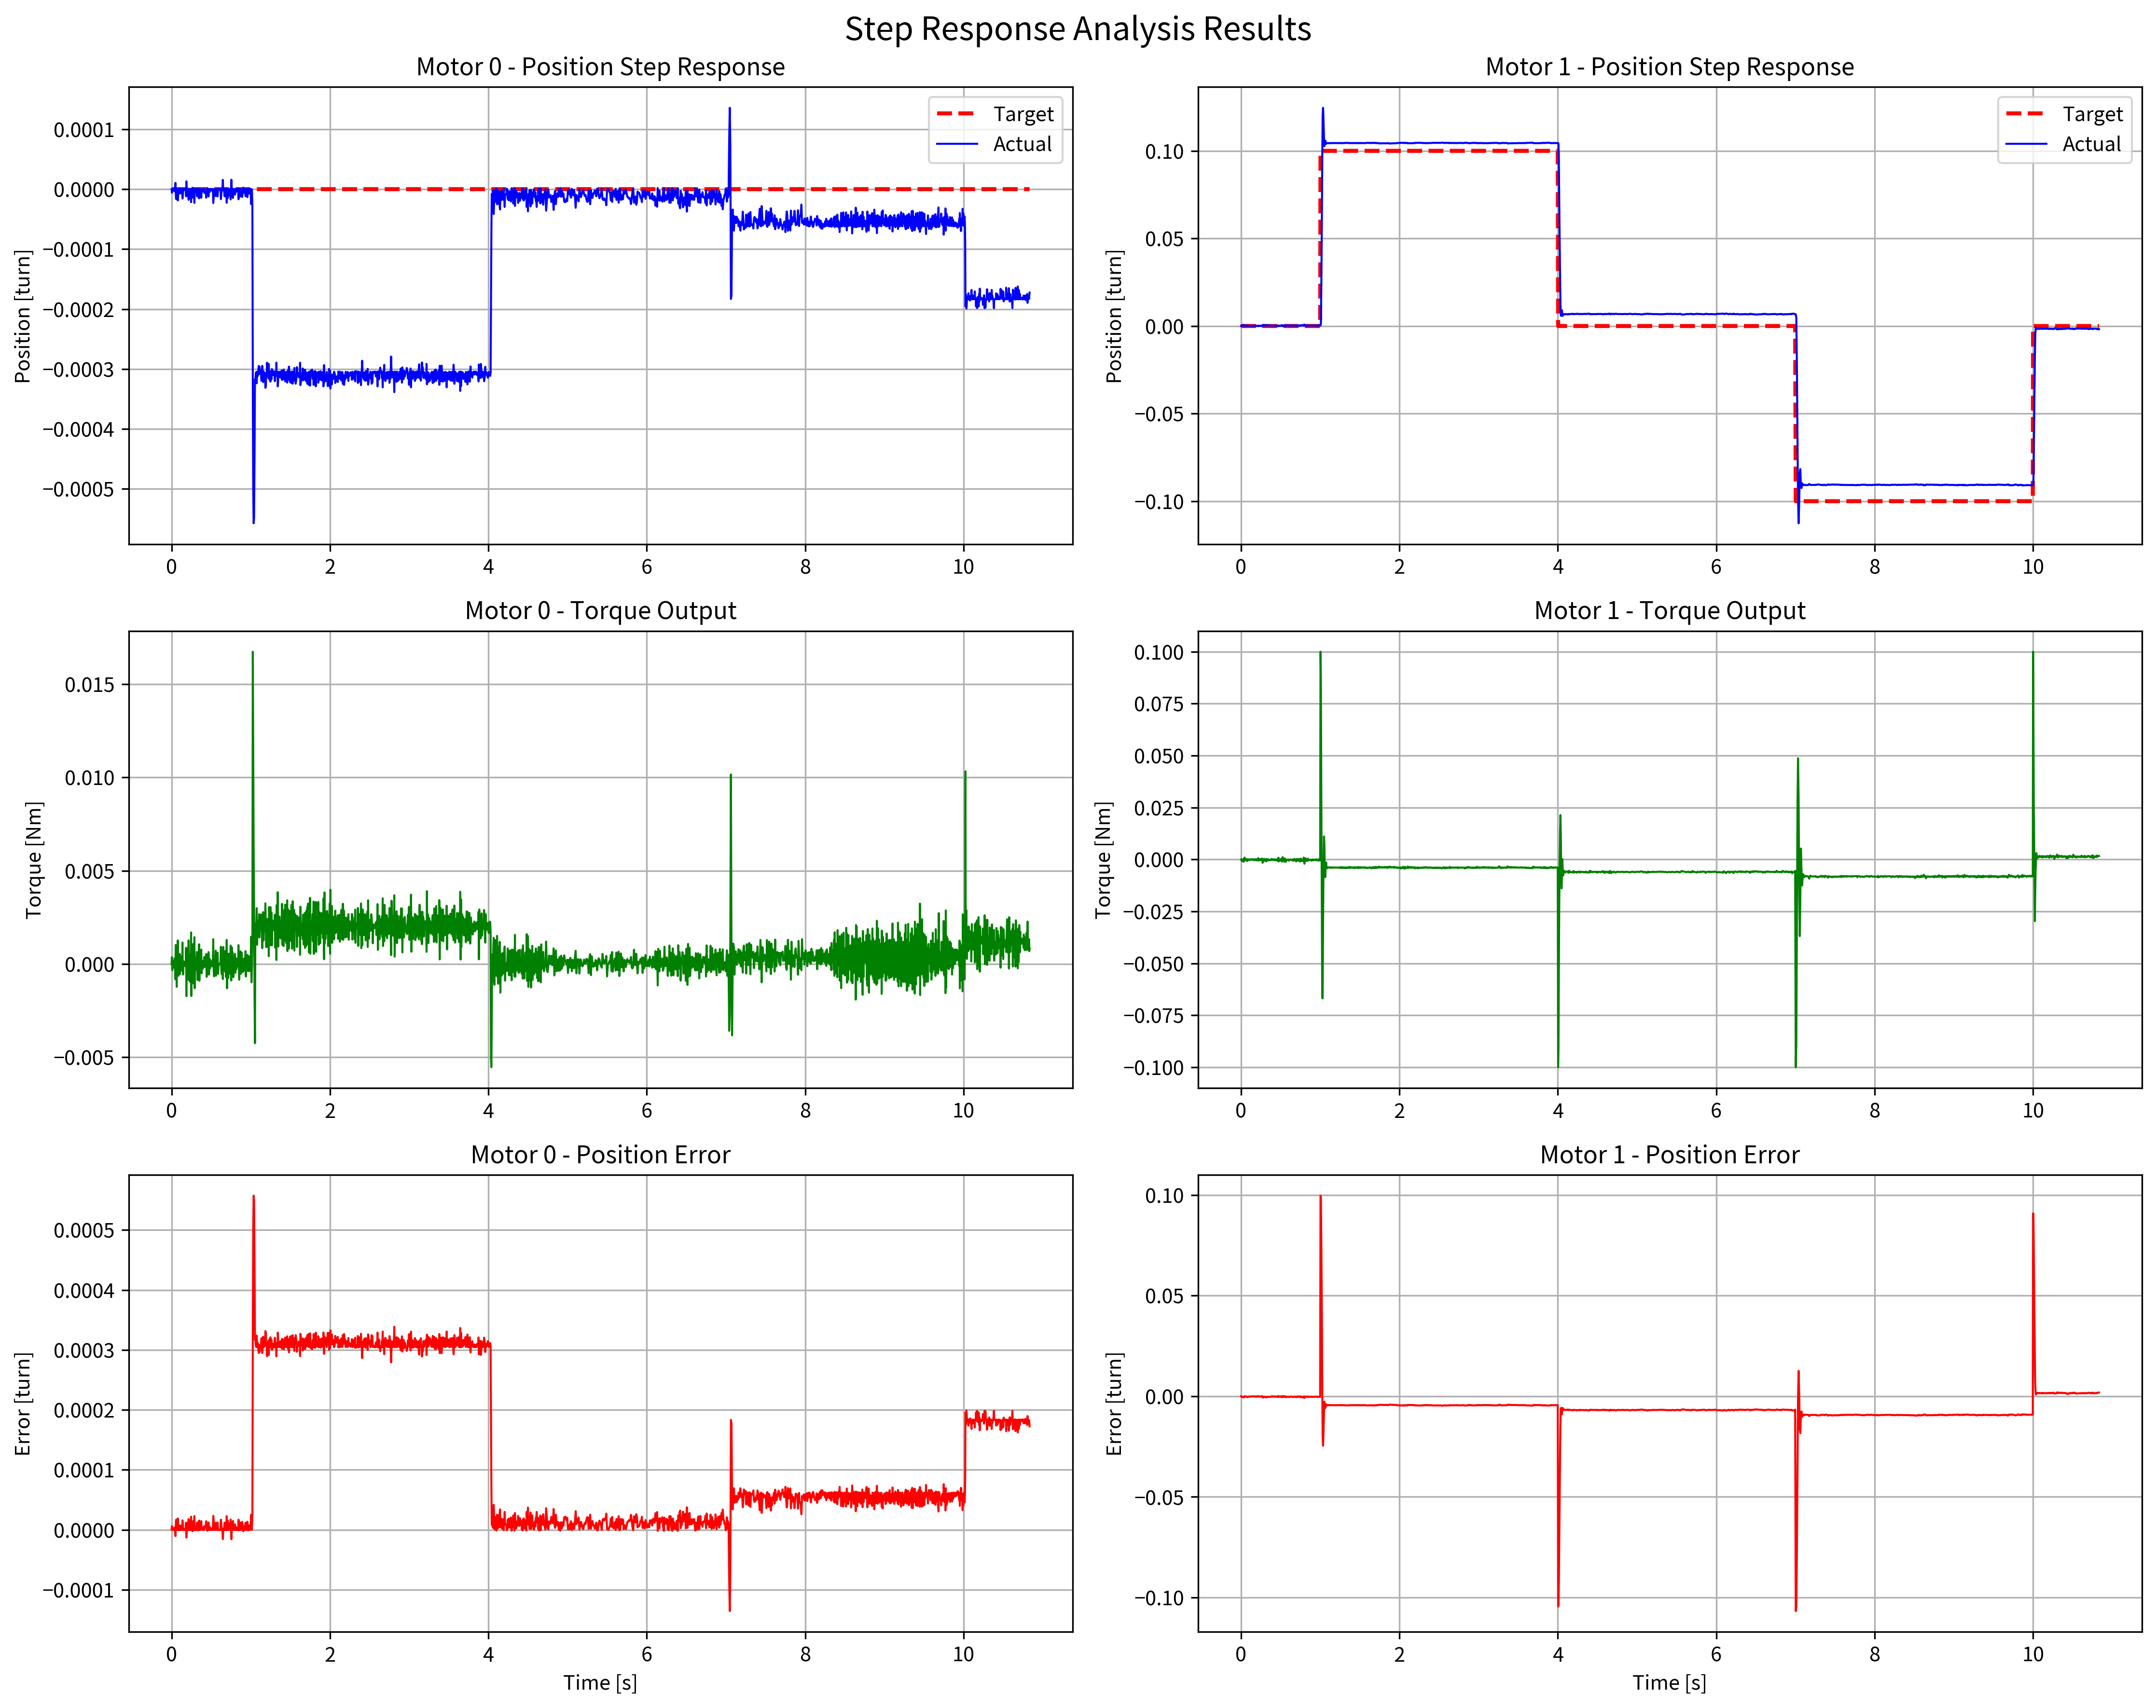 Step Response Analysis Results
Motor 0 - Position Step Response
Target
Actual
0.0001
0.0000
−0.0001
−0.0002
−0.0003
−0.0004
−0.0005
Position [turn]
0 2 4 6 8 10
Motor 1 - Position Step Response
Target
Actual
0.10
0.05
0.00
−0.05
−0.10
Position [turn]
0 2 4 6 8 10
Motor 0 - Torque Output
0.015
0.010
0.005
0.000
−0.005
Torque [Nm]
0 2 4 6 8 10
Motor 1 - Torque Output
0.100
0.075
0.050
0.025
0.000
−0.025
−0.050
−0.075
−0.100
Torque [Nm]
0 2 4 6 8 10
Motor 0 - Position Error
0.0005
0.0004
0.0003
0.0002
0.0001
0.0000
−0.0001
Error [turn]
0 2 4 6 8 10
Time [s]
Motor 1 - Position Error
0.10
0.05
0.00
−0.05
−0.10
Error [turn]
0 2 4 6 8 10
Time [s]